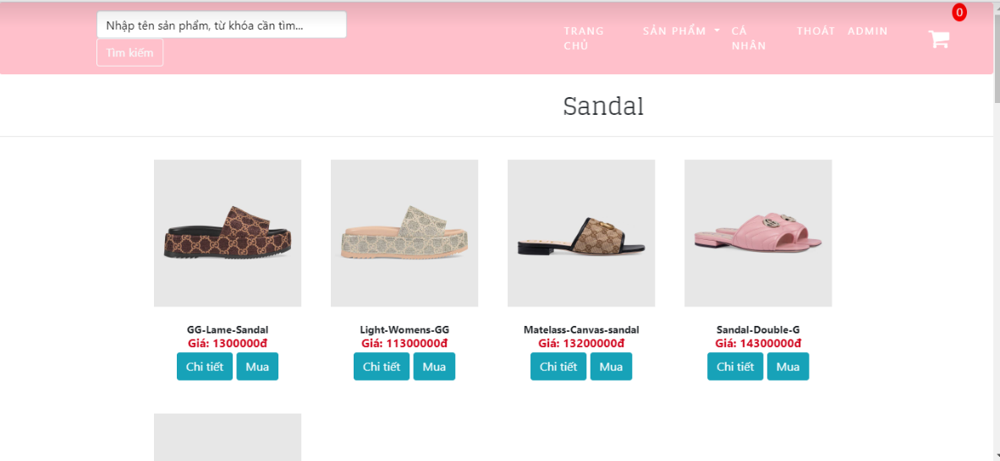 0
Nhập tên sản phẩm, từ khóa cần tìm...
Tìm kiếm
TRANG
CHỦ
SẢN PHẨM
CÁ
NHÂN
THOÁT
ADMIN
Sandal
GG-Lame-Sandal
Giá: 1300000đ
Chi tiết Mua
Light-Womens-GG
Giá: 11300000đ
Chi tiết Mua
Matelass-Canvas-sandal
Giá: 13200000đ
Chi tiết Mua
Sandal-Double-G
Giá: 14300000đ
Chi tiết Mua